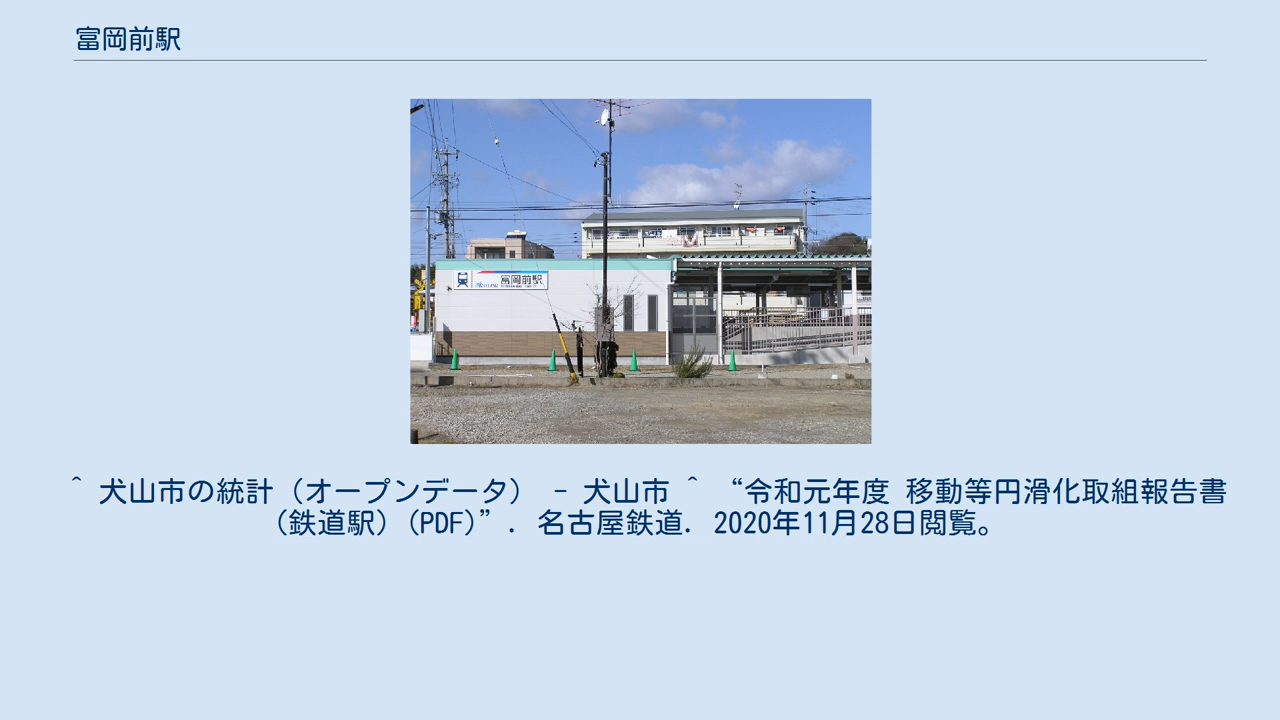 富岡前駅
富岡前駅
^ 犬山市の統計（オープンデータ） - 犬山市 ^ “令和元年度 移動等円滑化取組報告書
（鉄道駅）(PDF)”. 名古屋鉄道. 2020年11月28日閲覧。